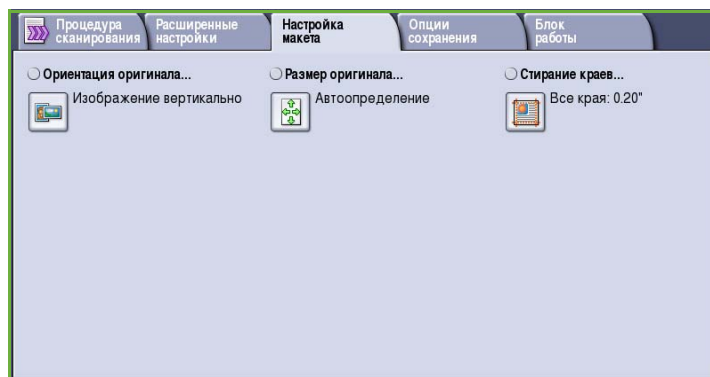 Процедура сканирования
Расширенные настройки
Настройка макета
Опции сохранения
Блок работы
Ориентация оригинала...
Изображение вертикально
Размер оригинала...
Автоопределение
Стирание краев...
Все края: 0.20"